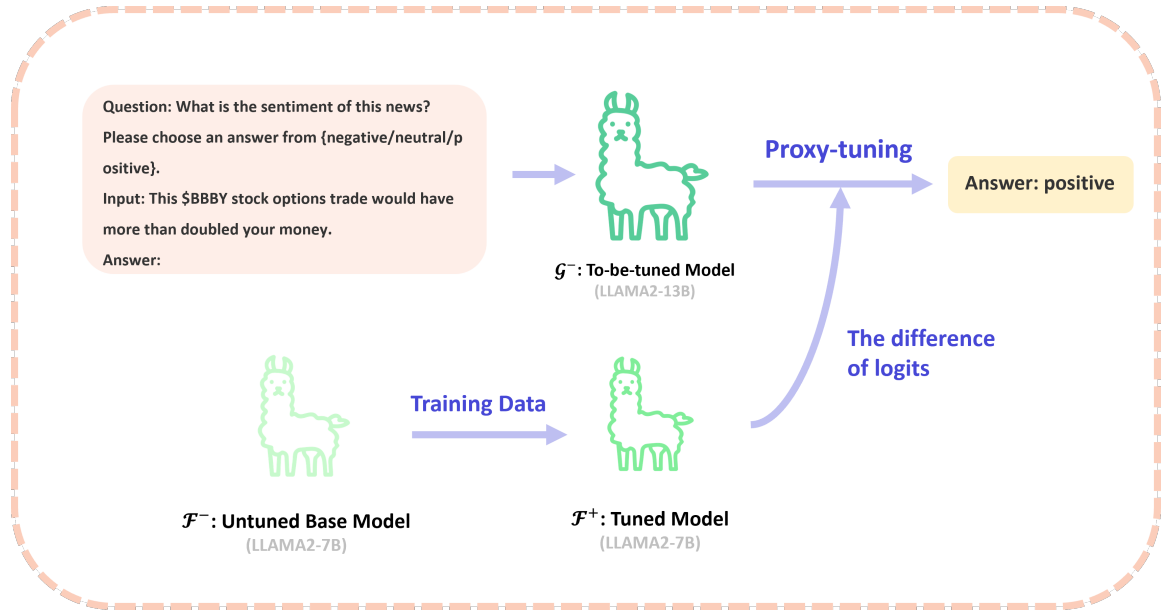 Question: What is the sentiment of this news?
Please choose an answer from {negative/neutral/p
ositive}.
Input: This $BBBY stock options trade would have
more than doubled your money.
Answer:
Proxy-tuning
Answer: positive
𝒢⁻: To-be-tuned Model
(LLAMA2-13B)
The difference
of logits
Training Data
ℱ⁻: Untuned Base Model
(LLAMA2-7B)
ℱ⁺: Tuned Model
(LLAMA2-7B)